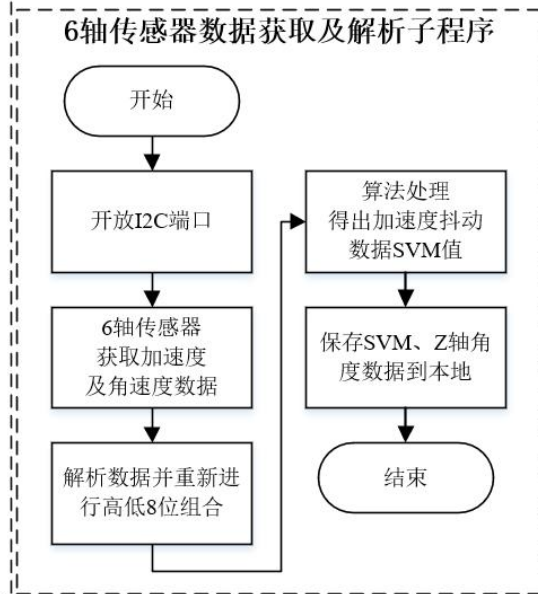 6轴传感器数据获取及解析子程序
开始
开放I2C端口
6轴传感器
获取加速度
及角速度数据
解析数据并重新进
行高低8位组合
算法处理
得出加速度抖动
数据SVM值
保存SVM、Z轴角
度数据到本地
结束